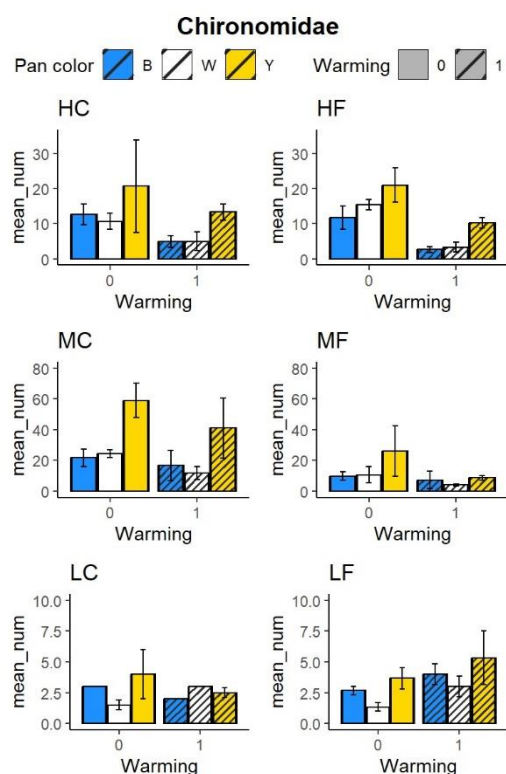 Chironomidae
Pan color B W Y Warming 0 1
HC HF
30 30
20 20
10 10
0 0
mean_num mean_num
0 1 0 1
Warming Warming
MC MF
80 80
60 60
40 40
20 20
0 0
mean_num mean_num
0 1 0 1
Warming Warming
LC LF
10.0 10.0
7.5 7.5
5.0 5.0
2.5 2.5
0.0 0.0
mean_num mean_num
0 1 0 1
Warming Warming